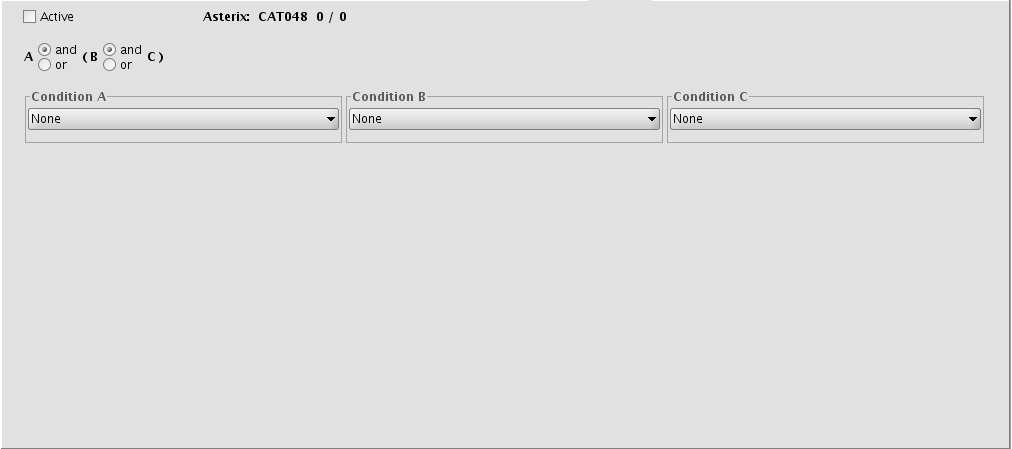 Active Asterix: CAT048 0 / 0
A and ( B and C )
or or
Condition A Condition B Condition C
None None None